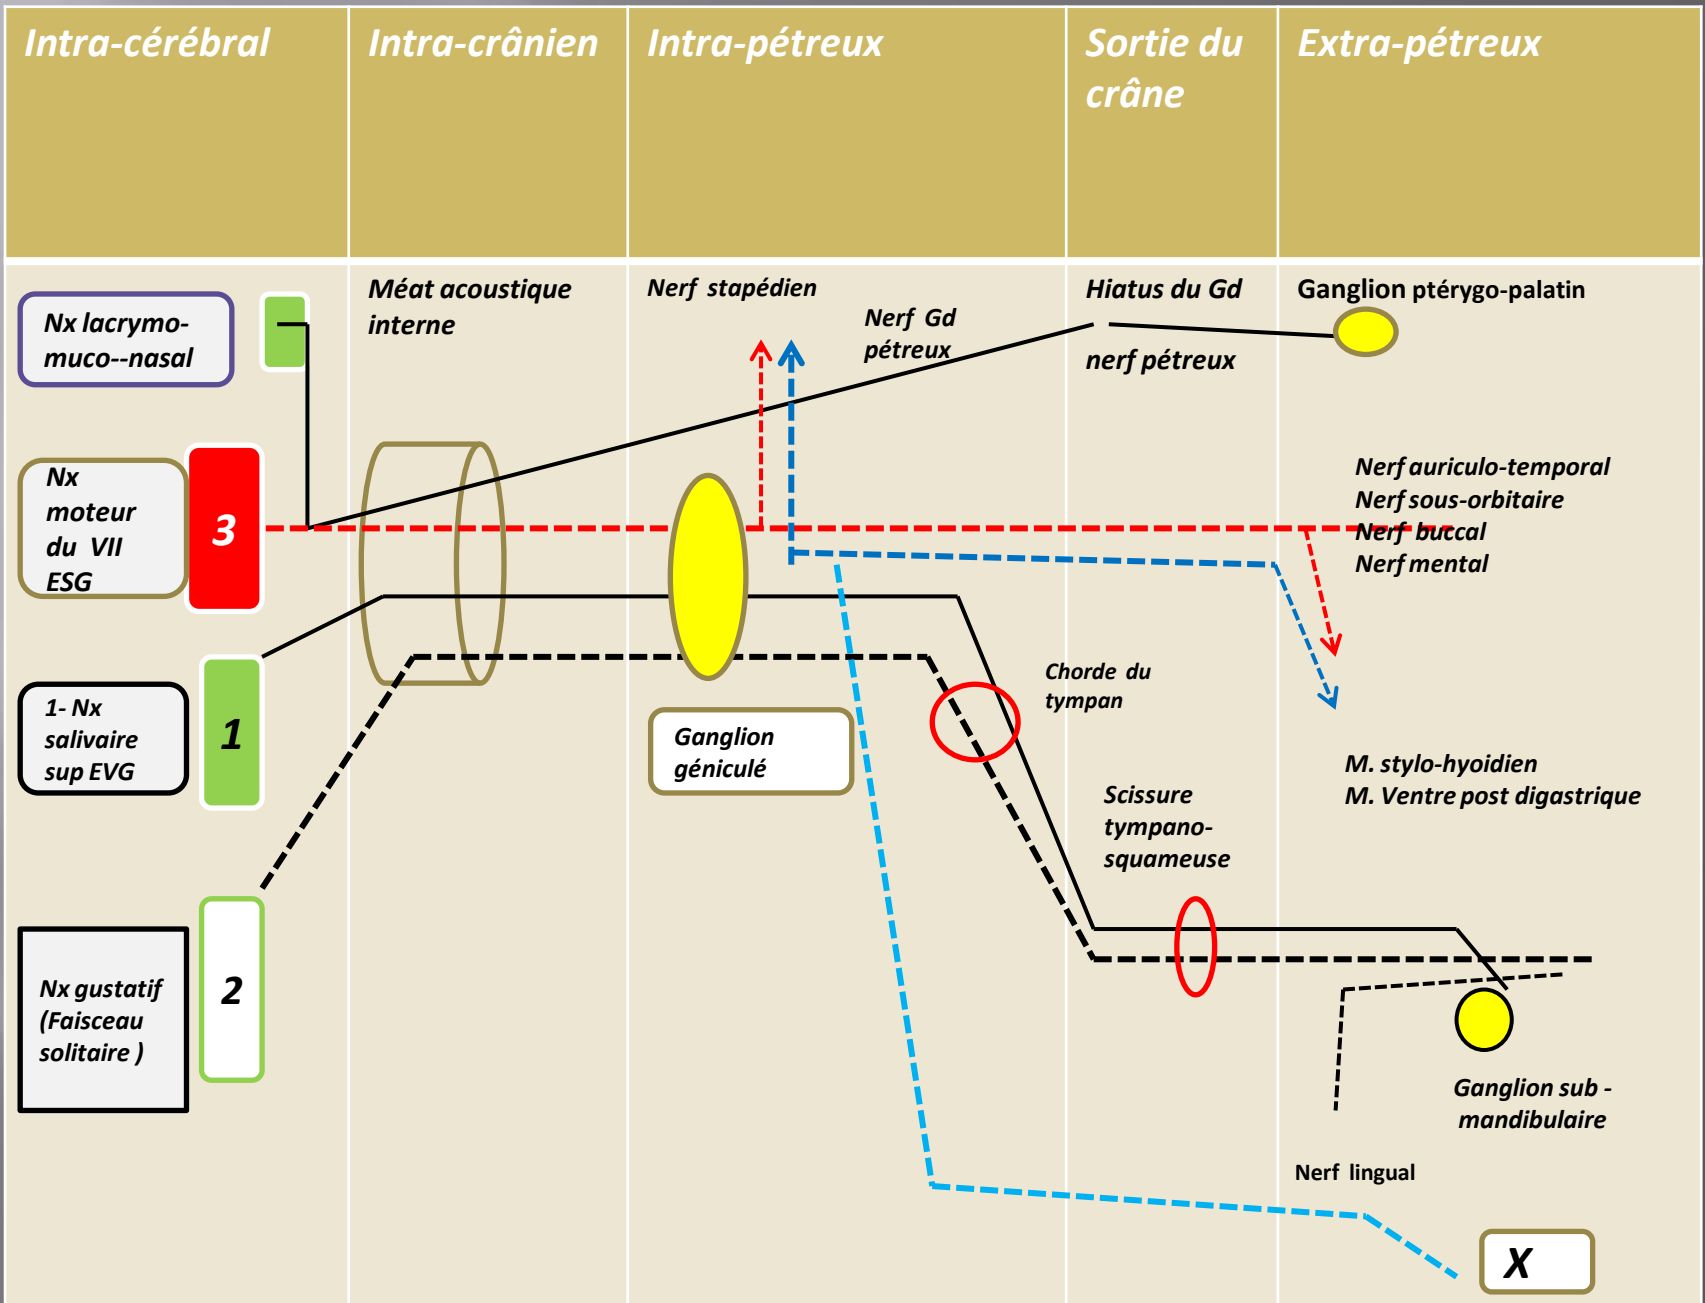 Intra-cérébral
Intra-crânien
Intra-pétreux
Sortie du
crâne
Extra-pétreux
Nx lacrymo-
muco--nasal
Méat acoustique
interne
Nerf stapédien
Nerf Gd
pétreux
Hiatus du Gd
nerf pétreux
Ganglion ptérygo-palatin
Nx
moteur
du VII
ESG
3
Nerf auriculo-temporal
Nerf sous-orbitaire
Nerf buccal
Nerf mental
1- Nx
salivaire
sup EVG
1
Ganglion
géniculé
Chorde du
tympan
Scissure
tympano-
squameuse
M. stylo-hyoidien
M. Ventre post digastrique
Nx gustatif
(Faisceau
solitaire )
2
Ganglion sub -
mandibulaire
Nerf lingual
X